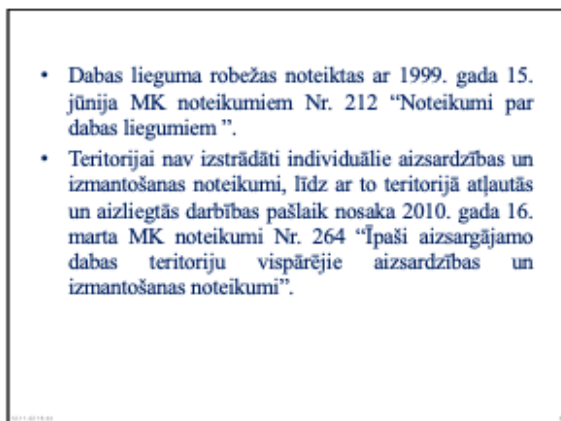 • Dabas lieguma robežas noteiktas ar 1999. gada 15.
jūnija MK noteikumiem Nr. 212 “Noteikumi par
dabas liegumiem ”.
• Teritorijai nav izstrādāti individuālie aizsardzības un
izmantošanas noteikumi, līdz ar to teritorijā atļautās
un aizliegtās darbības pašlaik nosaka 2010. gada 16.
marta MK noteikumi Nr. 264 “Īpaši aizsargājamo
dabas teritoriju vispārējie aizsardzības un
izmantošanas noteikumi”.